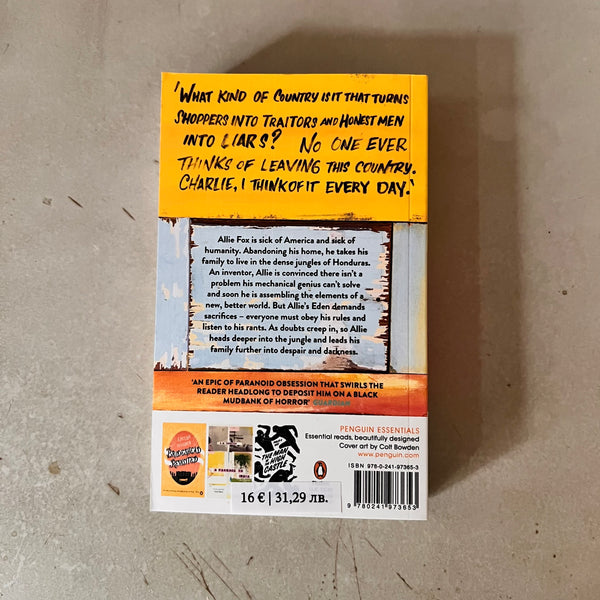 'WHAT KIND OF COUNTRY IS IT THAT TURNS
SHOPPERS INTO TRAITORS AND HONEST MEN
INTO LIARS? NO ONE EVER
THINKS OF LEAVING THIS COUNTRY.
CHARLIE, I THINK OF IT EVERY DAY.'
Allie Fox is sick of America and sick of
humanity. Abandoning his home, he takes his
family to live in the dense jungles of Honduras.
An inventor, Allie is convinced there isn't a
problem his mechanical genius can't solve
and soon he is assembling the elements of a
new, better world. But Allie's Eden demands
sacrifices – everyone must obey his rules and
listen to his rants. As doubts creep in, so Allie
heads deeper into the jungle and leads his
family further into despair and darkness.
'AN EPIC OF PARANOID OBSESSION THAT SWIRLS THE
READER HEADLONG TO DEPOSIT HIM ON A BLACK
MUDBANK OF HORROR' GUARDIAN
PENGUIN ESSENTIALS
Essential reads, beautifully designed
Cover art by Colt Bowden
www.penguin.com
A PASSAGE TO
INDIA
THE MAN
IN THE HIGH
CASTLE
ISBN 978-0-241-97365-3
9 780241 973653
16 € | 31,29 лв.